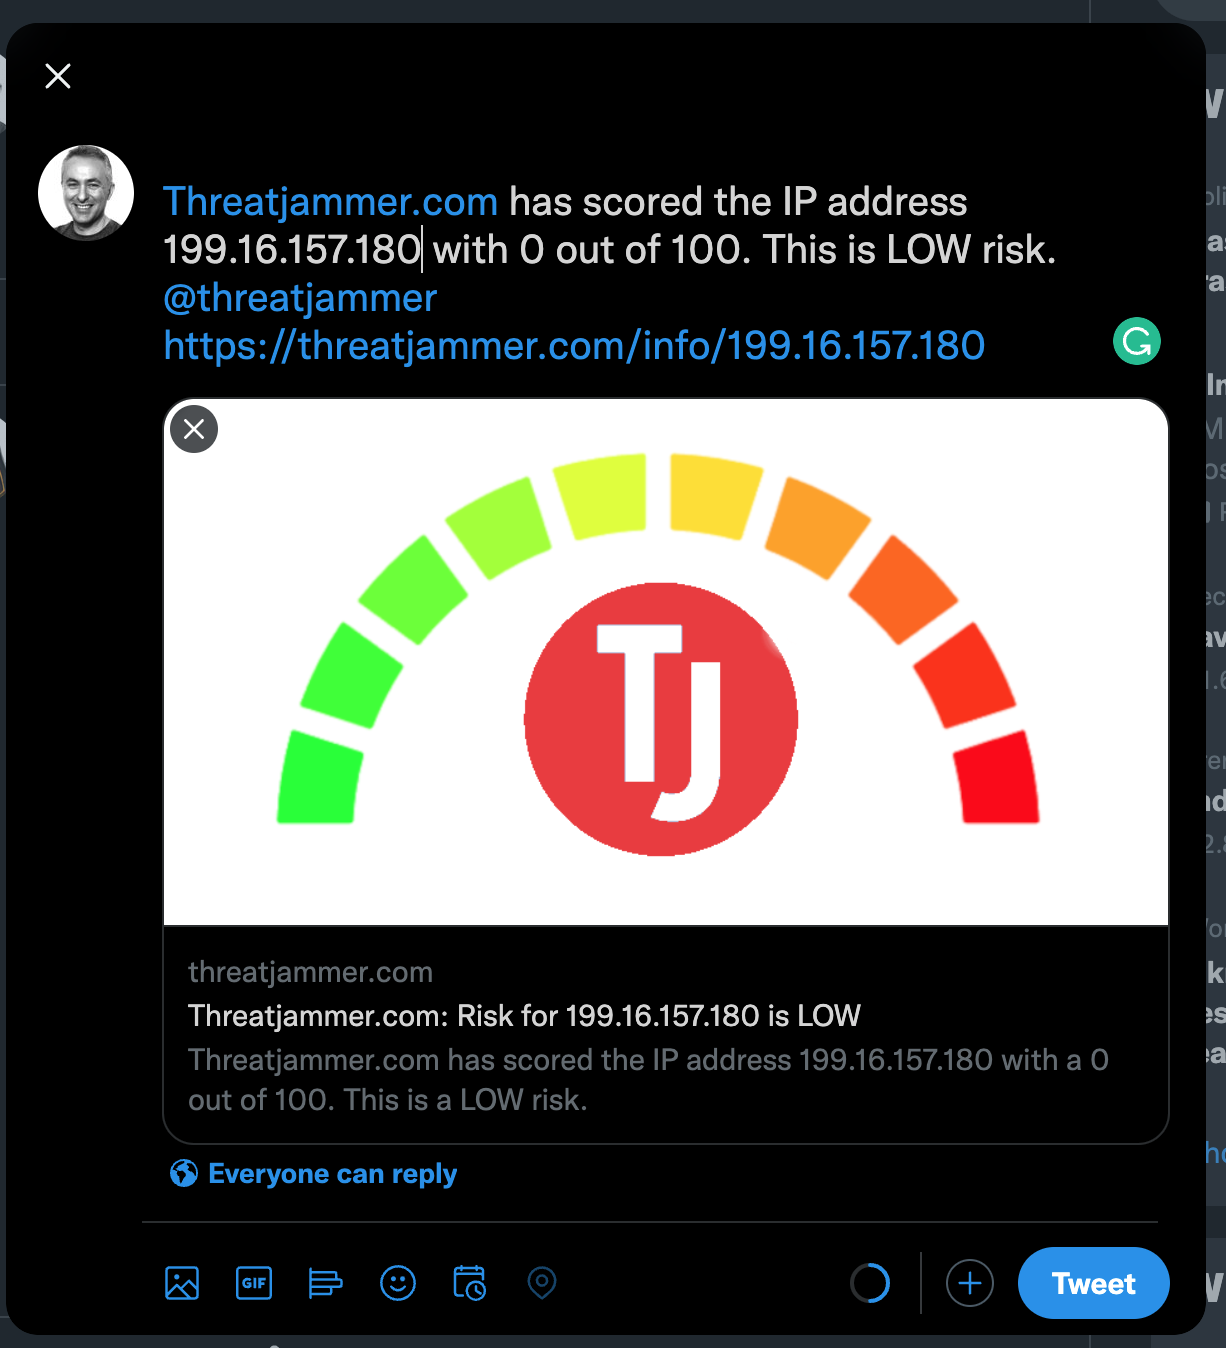 Threatjammer.com has scored the IP address
199.16.157.180 with 0 out of 100. This is LOW risk.
@threatjammer
https://threatjammer.com/info/199.16.157.180
TJ
threatjammer.com
Threatjammer.com: Risk for 199.16.157.180 is LOW
Threatjammer.com has scored the IP address 199.16.157.180 with a 0
out of 100. This is a LOW risk.
Everyone can reply
GIF
Tweet